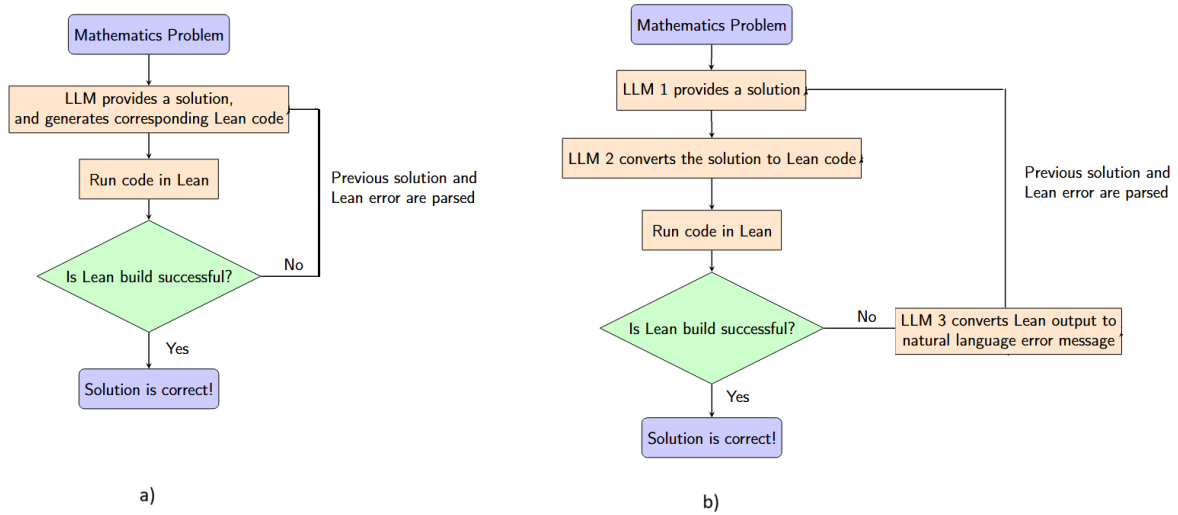 Mathematics Problem
LLM provides a solution,
and generates corresponding Lean code
Run code in Lean
Previous solution and
Lean error are parsed
Is Lean build successful?
No
Yes
Solution is correct!
a)
Mathematics Problem
LLM 1 provides a solution
LLM 2 converts the solution to Lean code
Previous solution and
Lean error are parsed
Run code in Lean
Is Lean build successful?
No
LLM 3 converts Lean output to
natural language error message
Yes
Solution is correct!
b)